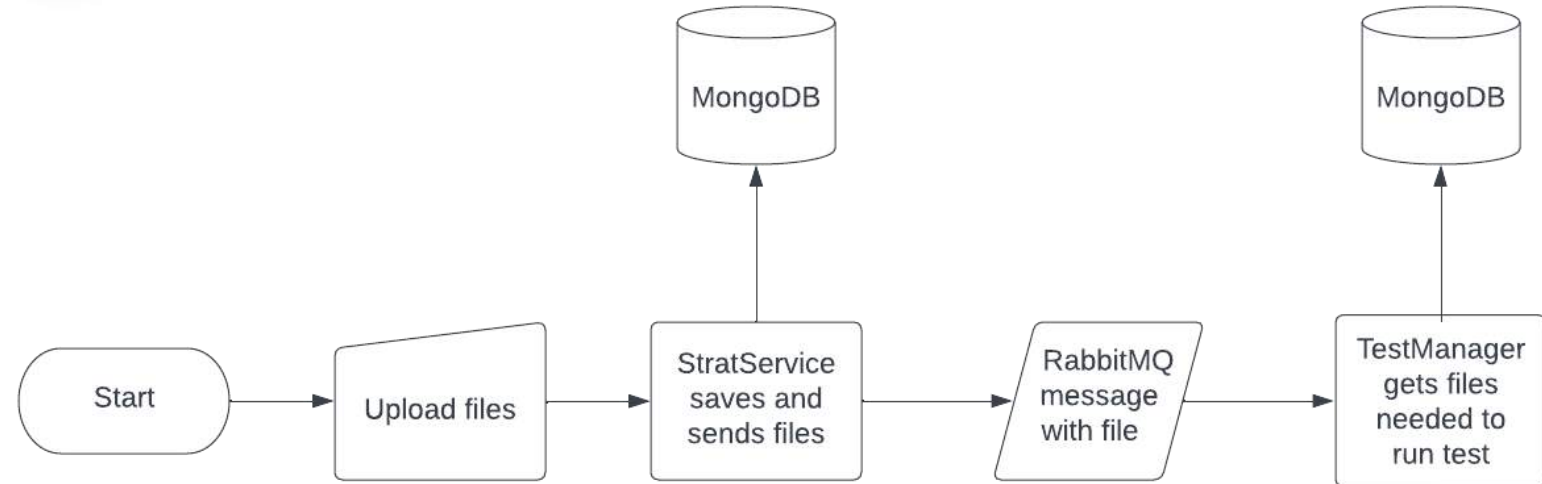 MongoDB
MongoDB
Start
Upload files
StratService
saves and
sends files
RabbitMQ
message
with file
TestManager
gets files
needed to
run test